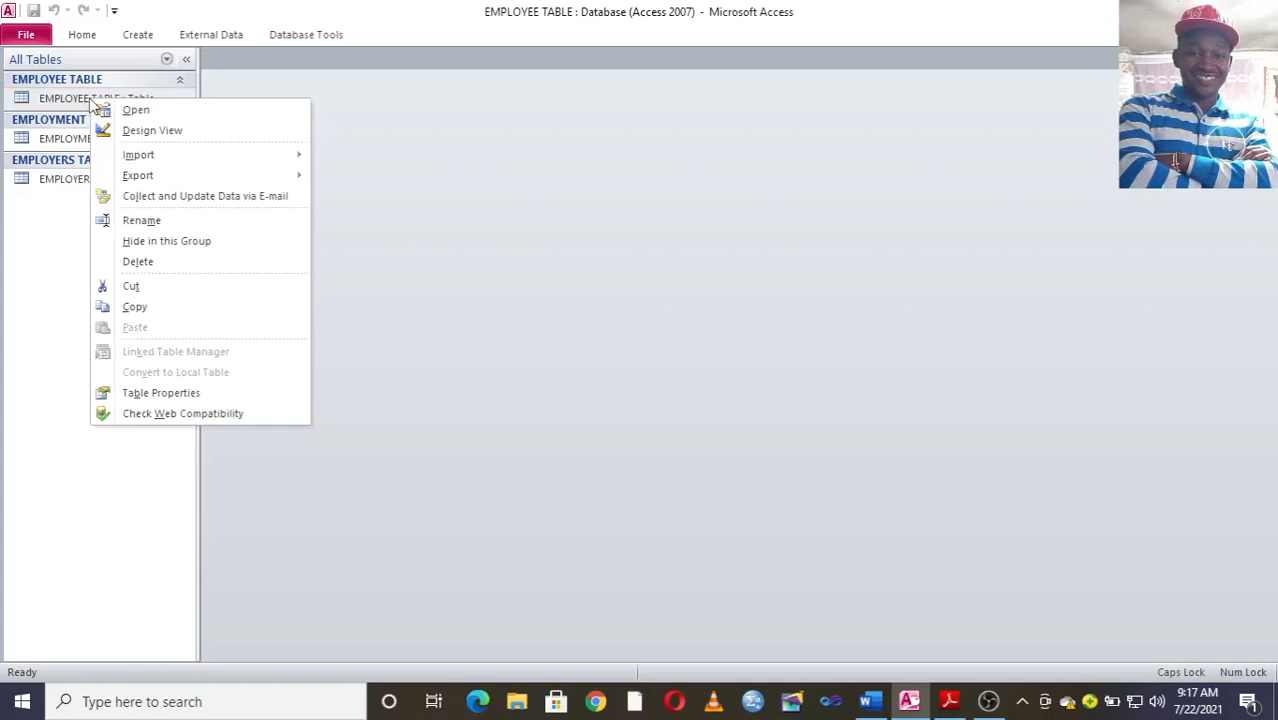 EMPLOYEE TABLE : Database (Access 2007) - Microsoft Access
File Home Create External Data Database Tools
All Tables
EMPLOYEE TABLE
EMPLOYEE TABLE : Table
EMPLOYMENT
EMPLOYME
EMPLOYERS TA
EMPLOYER
Open
Design View
Import
Export
Collect and Update Data via E-mail
Rename
Hide in this Group
Delete
Cut
Copy
Paste
Linked Table Manager
Convert to Local Table
Table Properties
Check Web Compatibility
Ready
Caps Lock Num Lock
Type here to search
9:17 AM
7/22/2021
1